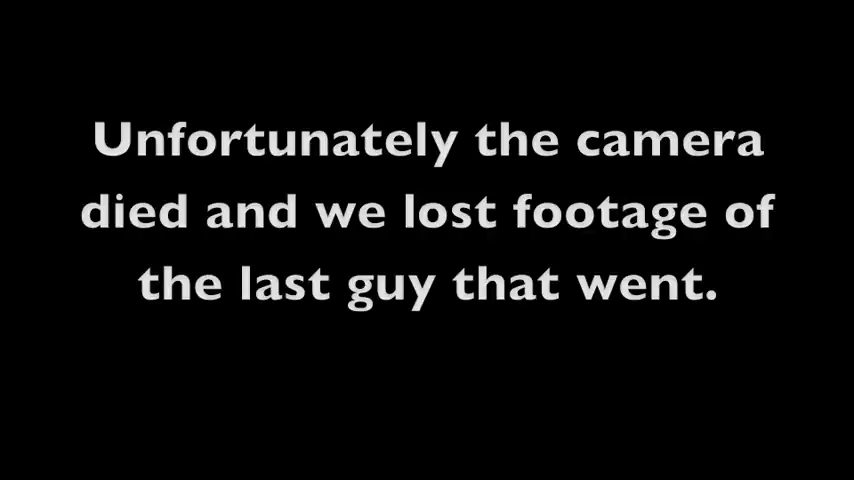 Unfortunately the camera
died and we lost footage of
the last guy that went.